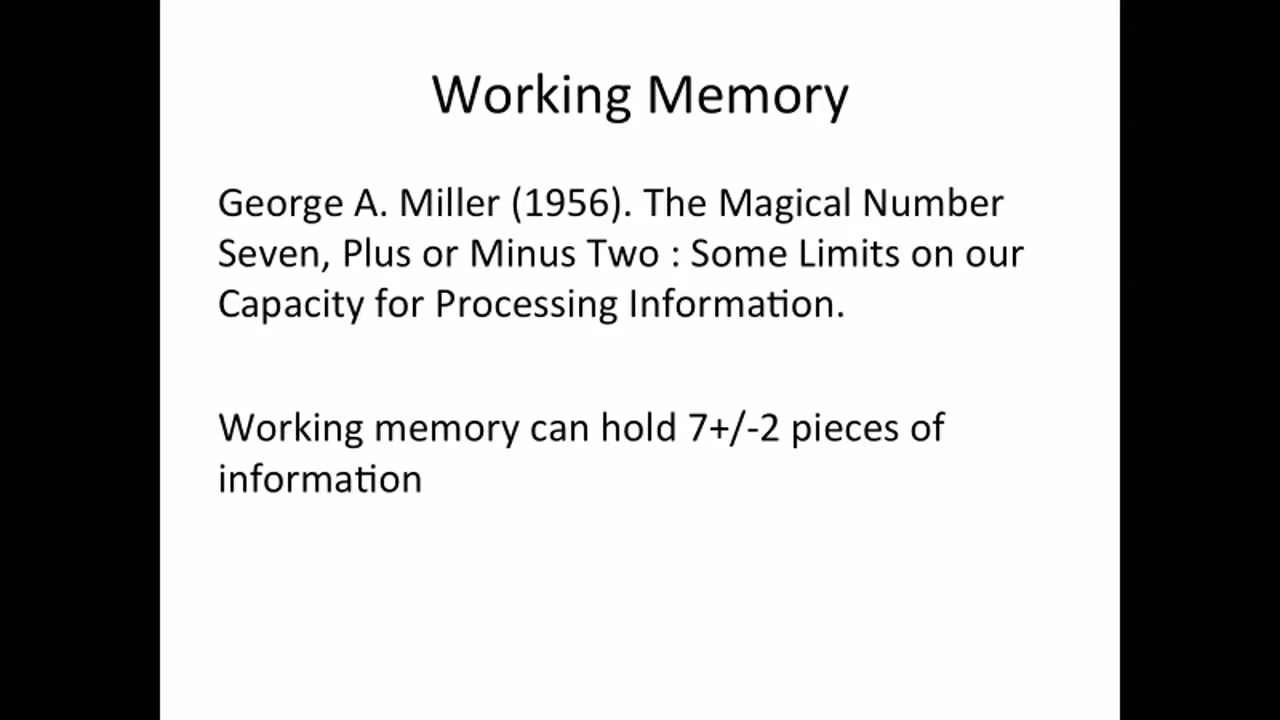 Working Memory
George A. Miller (1956). The Magical Number
Seven, Plus or Minus Two : Some Limits on our
Capacity for Processing Information.
Working memory can hold 7+/-2 pieces of
information